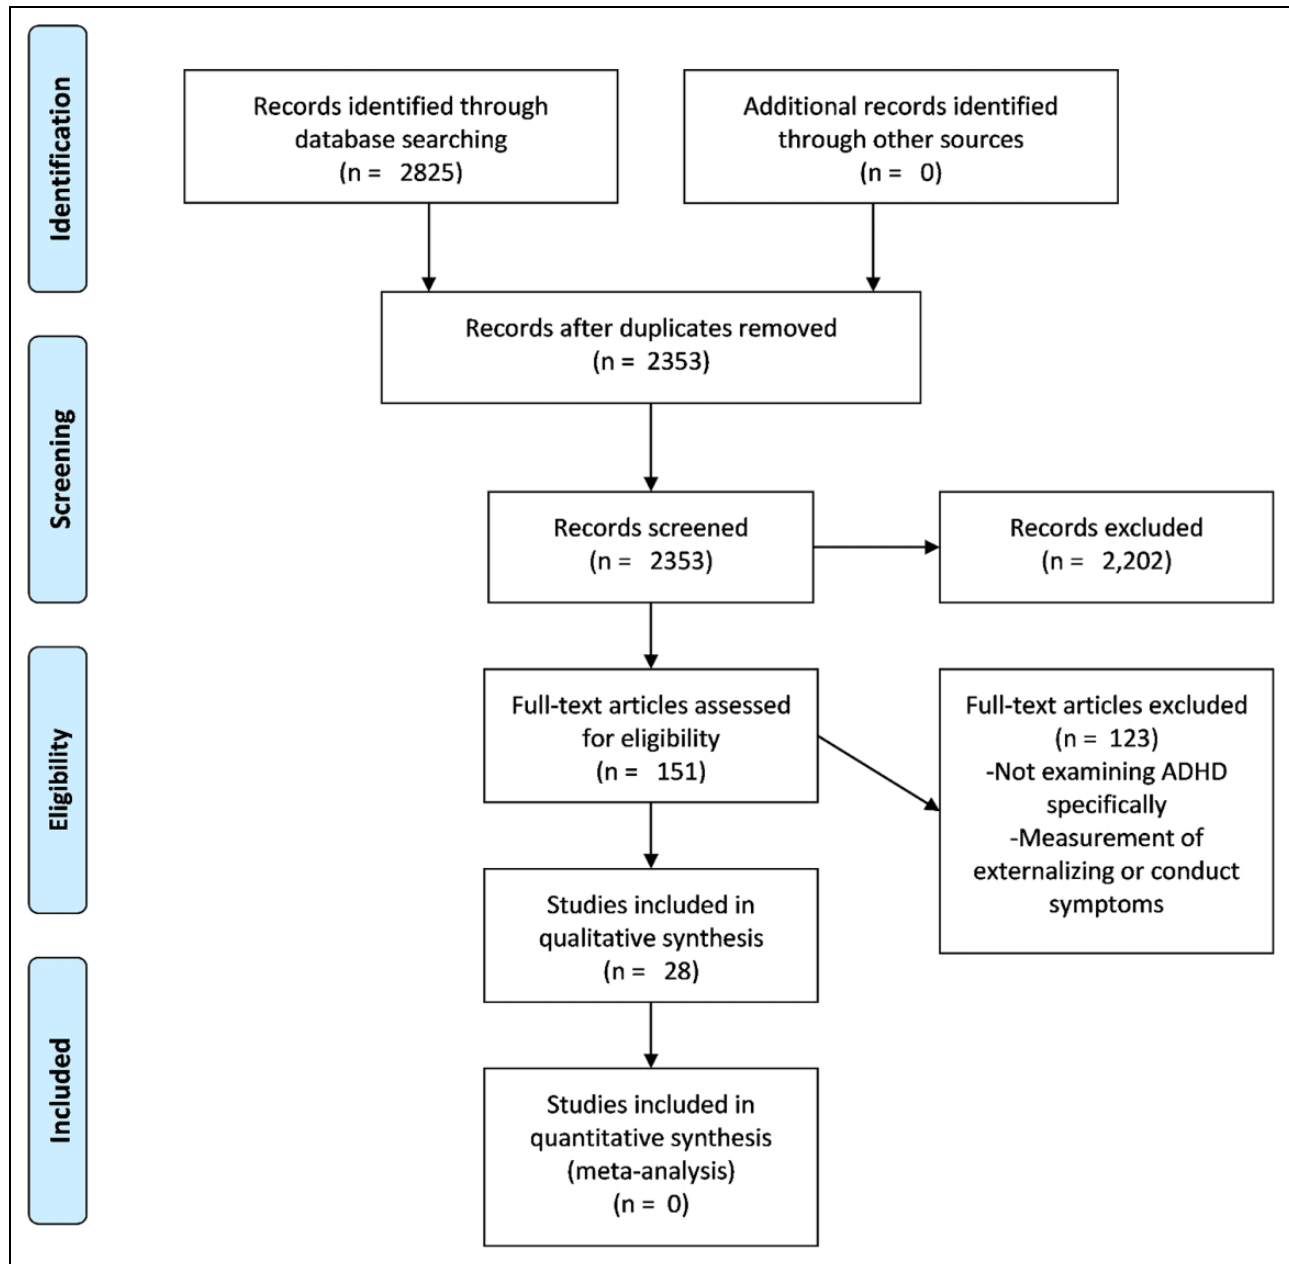 Identification
Records identified through
database searching
(n = 2825)
Additional records identified
through other sources
(n = 0)
Records after duplicates removed
(n = 2353)
Screening
Records screened
(n = 2353)
Records excluded
(n = 2,202)
Eligibility
Full-text articles assessed
for eligibility
(n = 151)
Full-text articles excluded
(n = 123)
-Not examining ADHD
specifically
-Measurement of
externalizing or conduct
symptoms
Studies included in
qualitative synthesis
(n = 28)
Included
Studies included in
quantitative synthesis
(meta-analysis)
(n = 0)